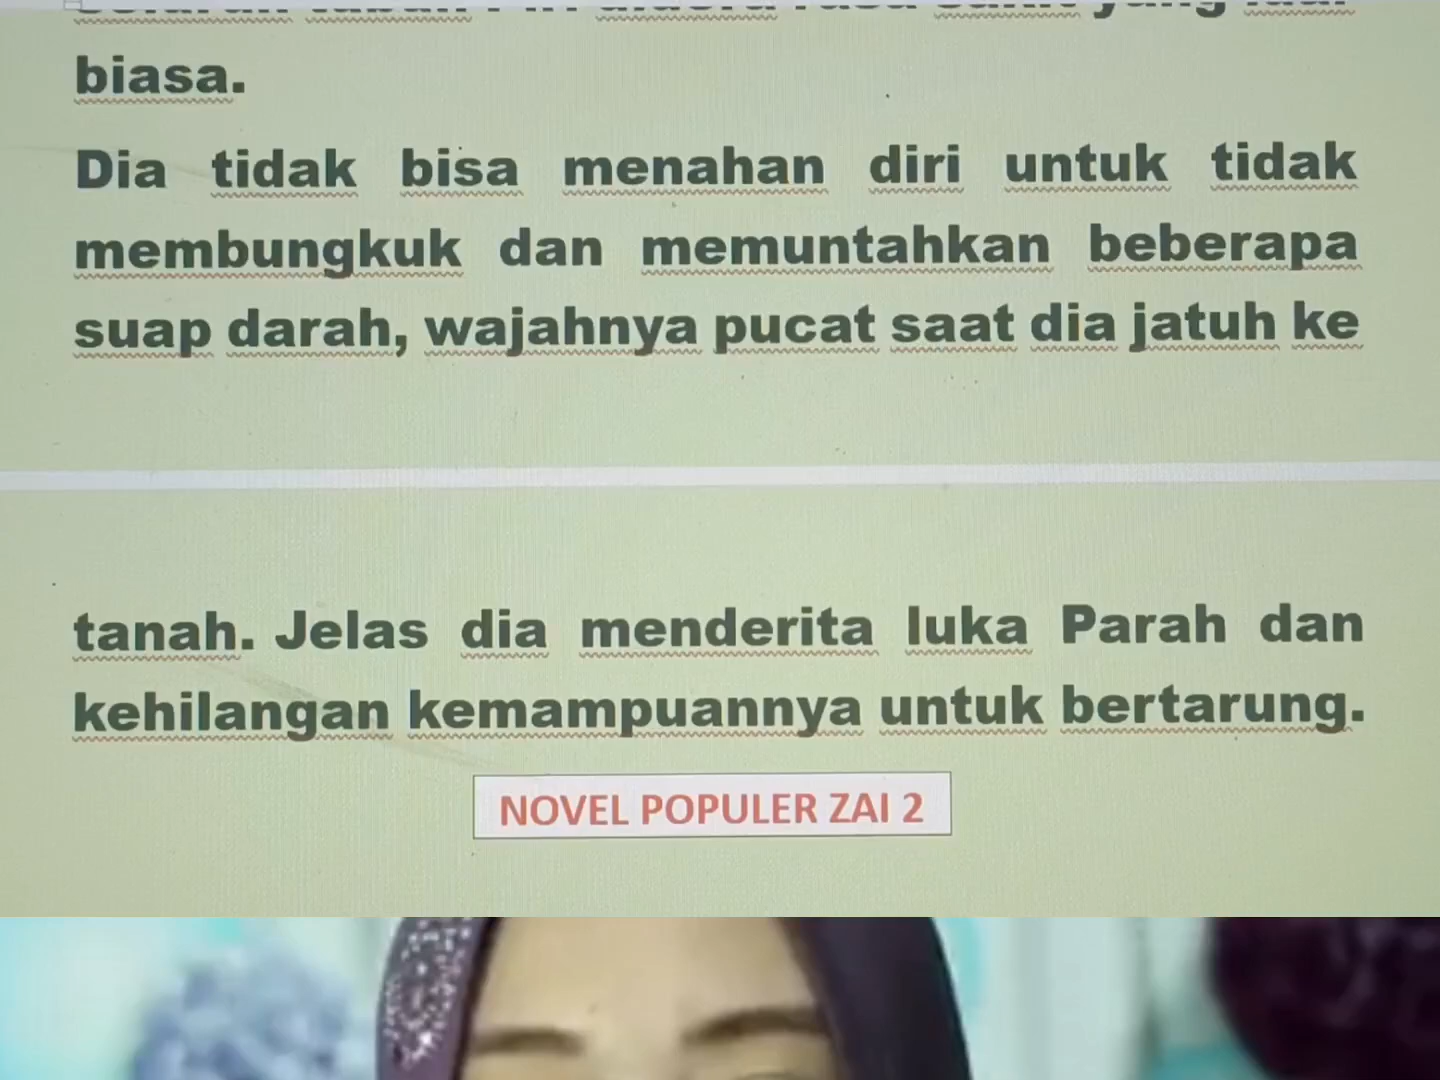 biasa.
Dia tidak bisa menahan diri untuk tidak
membungkuk dan memuntahkan beberapa
suap darah, wajahnya pucat saat dia jatuh ke
tanah. Jelas dia menderita luka Parah dan
kehilangan kemampuannya untuk bertarung.
NOVEL POPULER ZAI 2